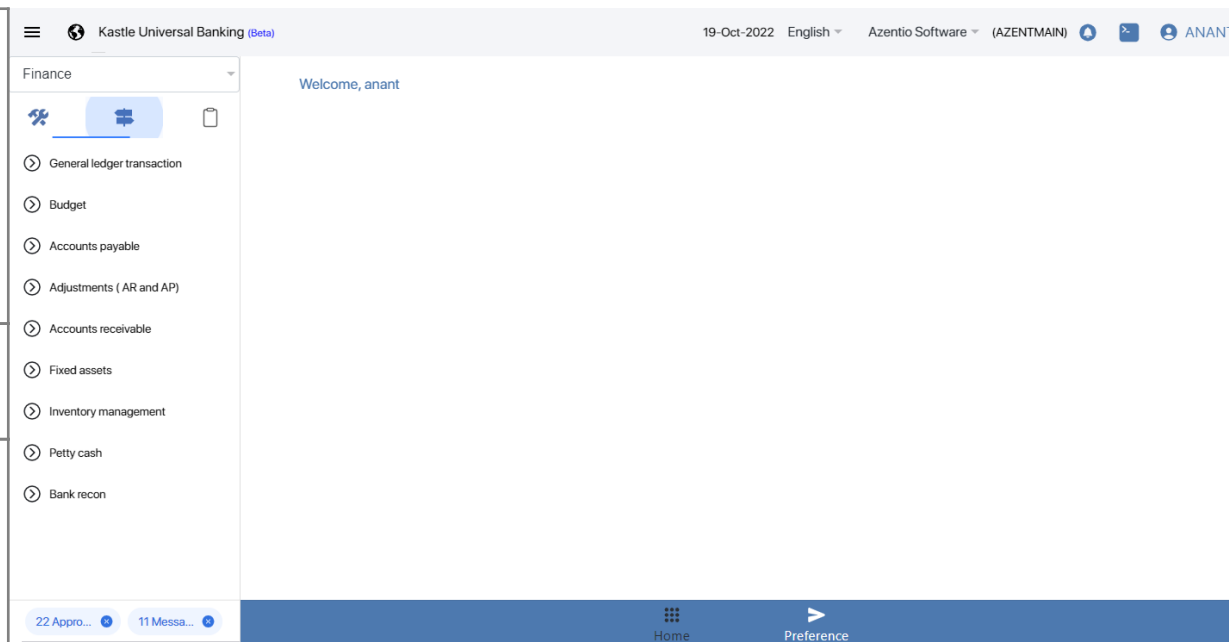 Kastle Universal Banking (Beta)
19-Oct-2022 English Azentio Software (AZENTMAIN) ANANT
Finance
Welcome, anant
General ledger transaction
Budget
Accounts payable
Adjustments ( AR and AP)
Accounts receivable
Fixed assets
Inventory management
Petty cash
Bank recon
22 Appro... 11 Messa...
Home Preference